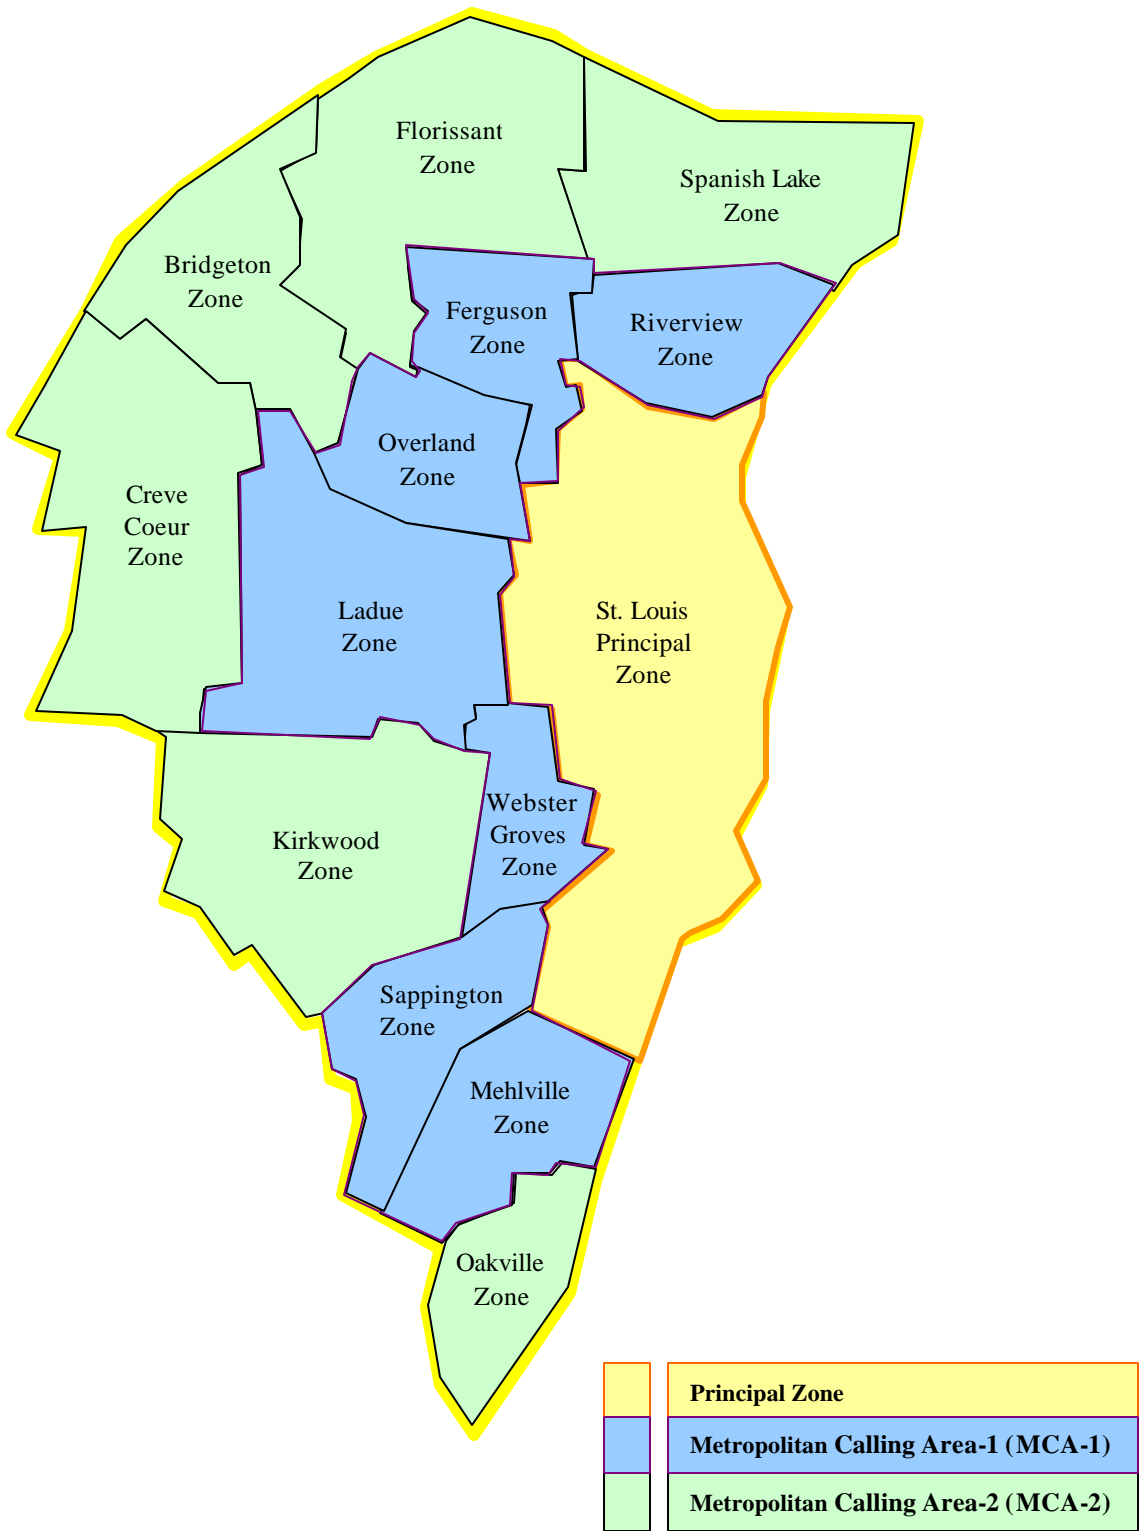 Florissant
Zone
Spanish Lake
Zone
Bridgeton
Zone
Ferguson
Zone
Riverview
Zone
Overland
Zone
Creve
Coeur
Zone
Ladue
Zone
St. Louis
Principal
Zone
Webster
Groves
Zone
Kirkwood
Zone
Sappington
Zone
Mehlville
Zone
Oakville
Zone
Principal Zone
Metropolitan Calling Area-1 (MCA-1)
Metropolitan Calling Area-2 (MCA-2)